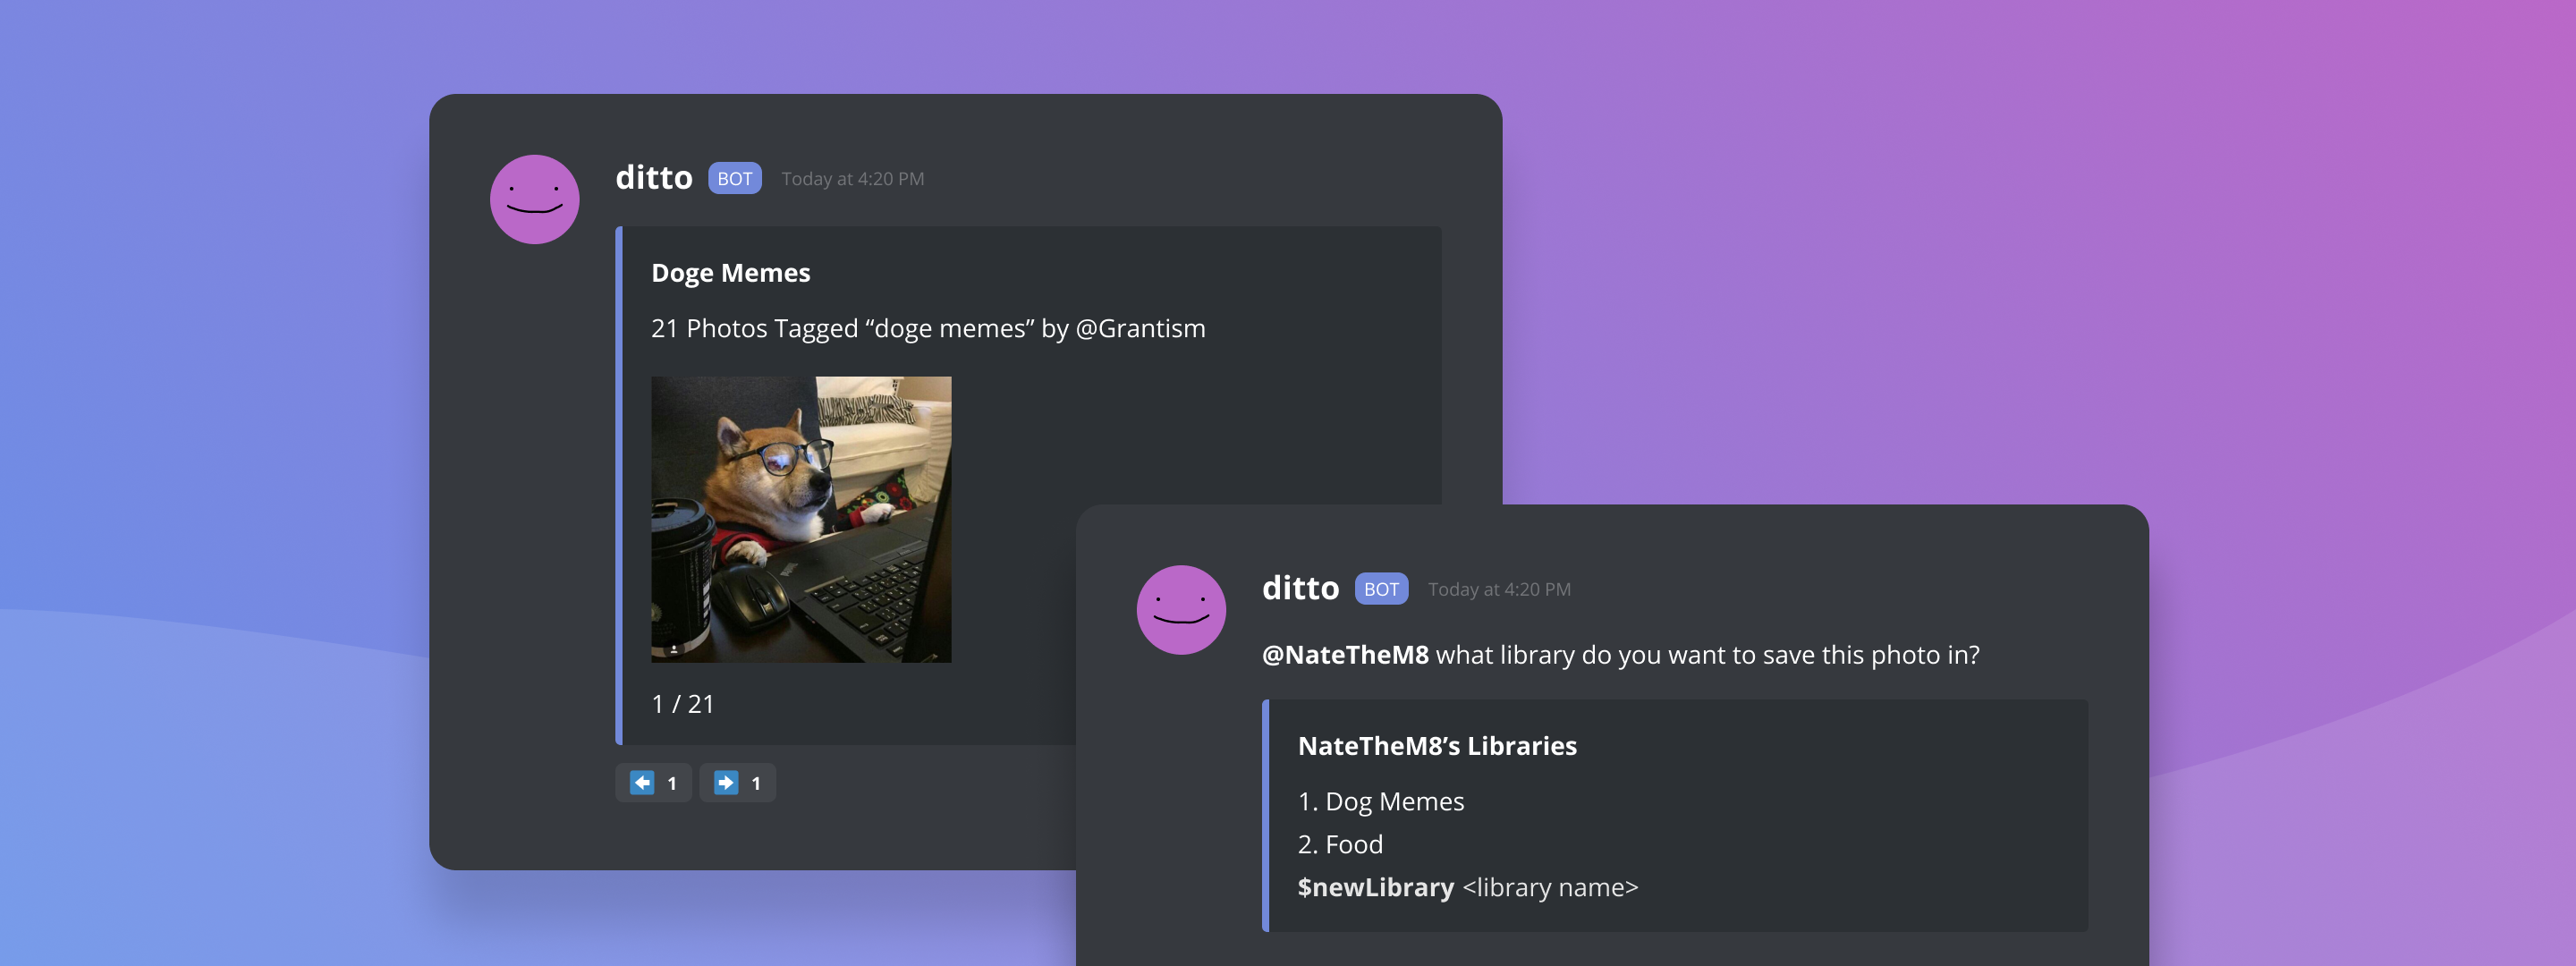 ditto BOT Today at 4:20 PM
Doge Memes
21 Photos Tagged “doge memes” by @Grantism
1 / 21
1 1
ditto BOT Today at 4:20 PM
@NateTheM8 what library do you want to save this photo in?
NateTheM8’s Libraries
1. Dog Memes
2. Food
$newLibrary <library name>